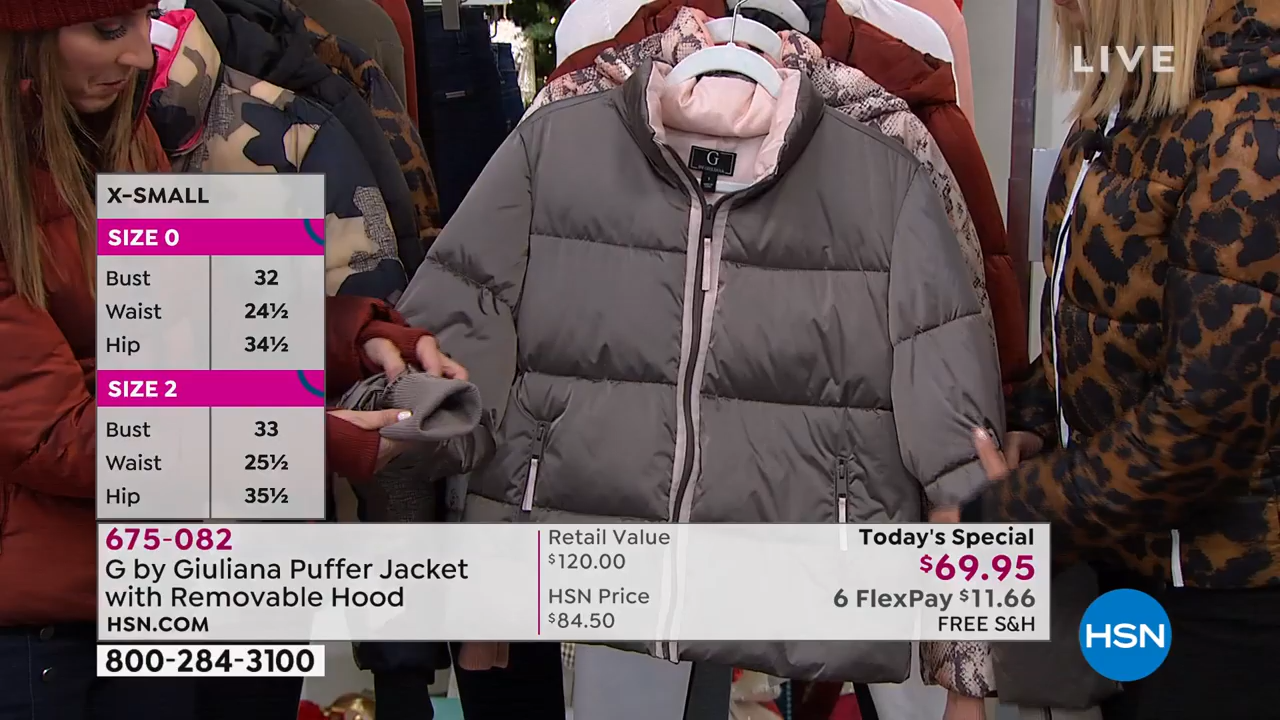 LIVE
G
X-SMALL
SIZE 0
Bust 32
Waist 24½
Hip 34½
SIZE 2
Bust 33
Waist 25½
Hip 35½
675-082
G by Giuliana Puffer Jacket
with Removable Hood
HSN.COM
Retail Value
$120.00
HSN Price
$84.50
Today's Special
$69.95
6 FlexPay $11.66
FREE S&H
800-284-3100
HSN